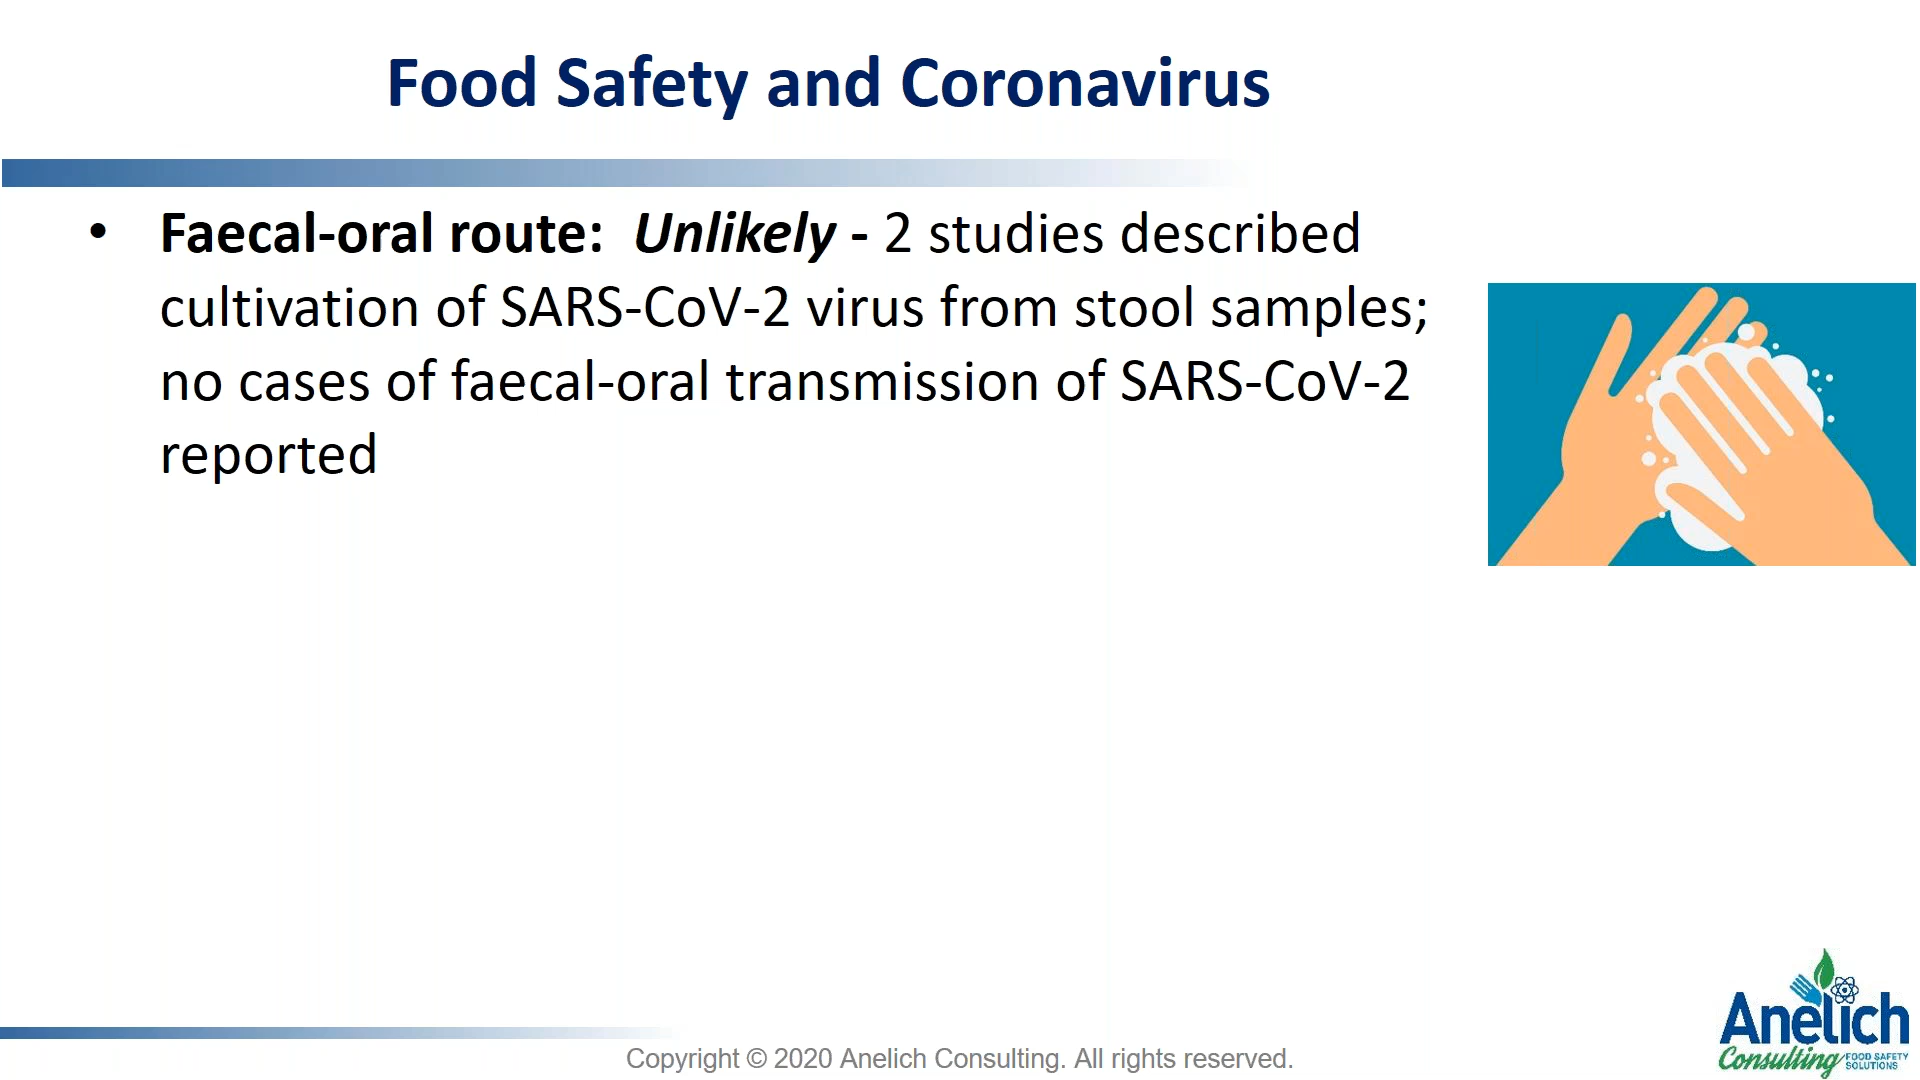 Food Safety and Coronavirus
• Faecal-oral route: Unlikely - 2 studies described
cultivation of SARS-CoV-2 virus from stool samples;
no cases of faecal-oral transmission of SARS-CoV-2
reported
Anelich
Consulting FOOD SAFETY
SOLUTIONS
Copyright © 2020 Anelich Consulting. All rights reserved.